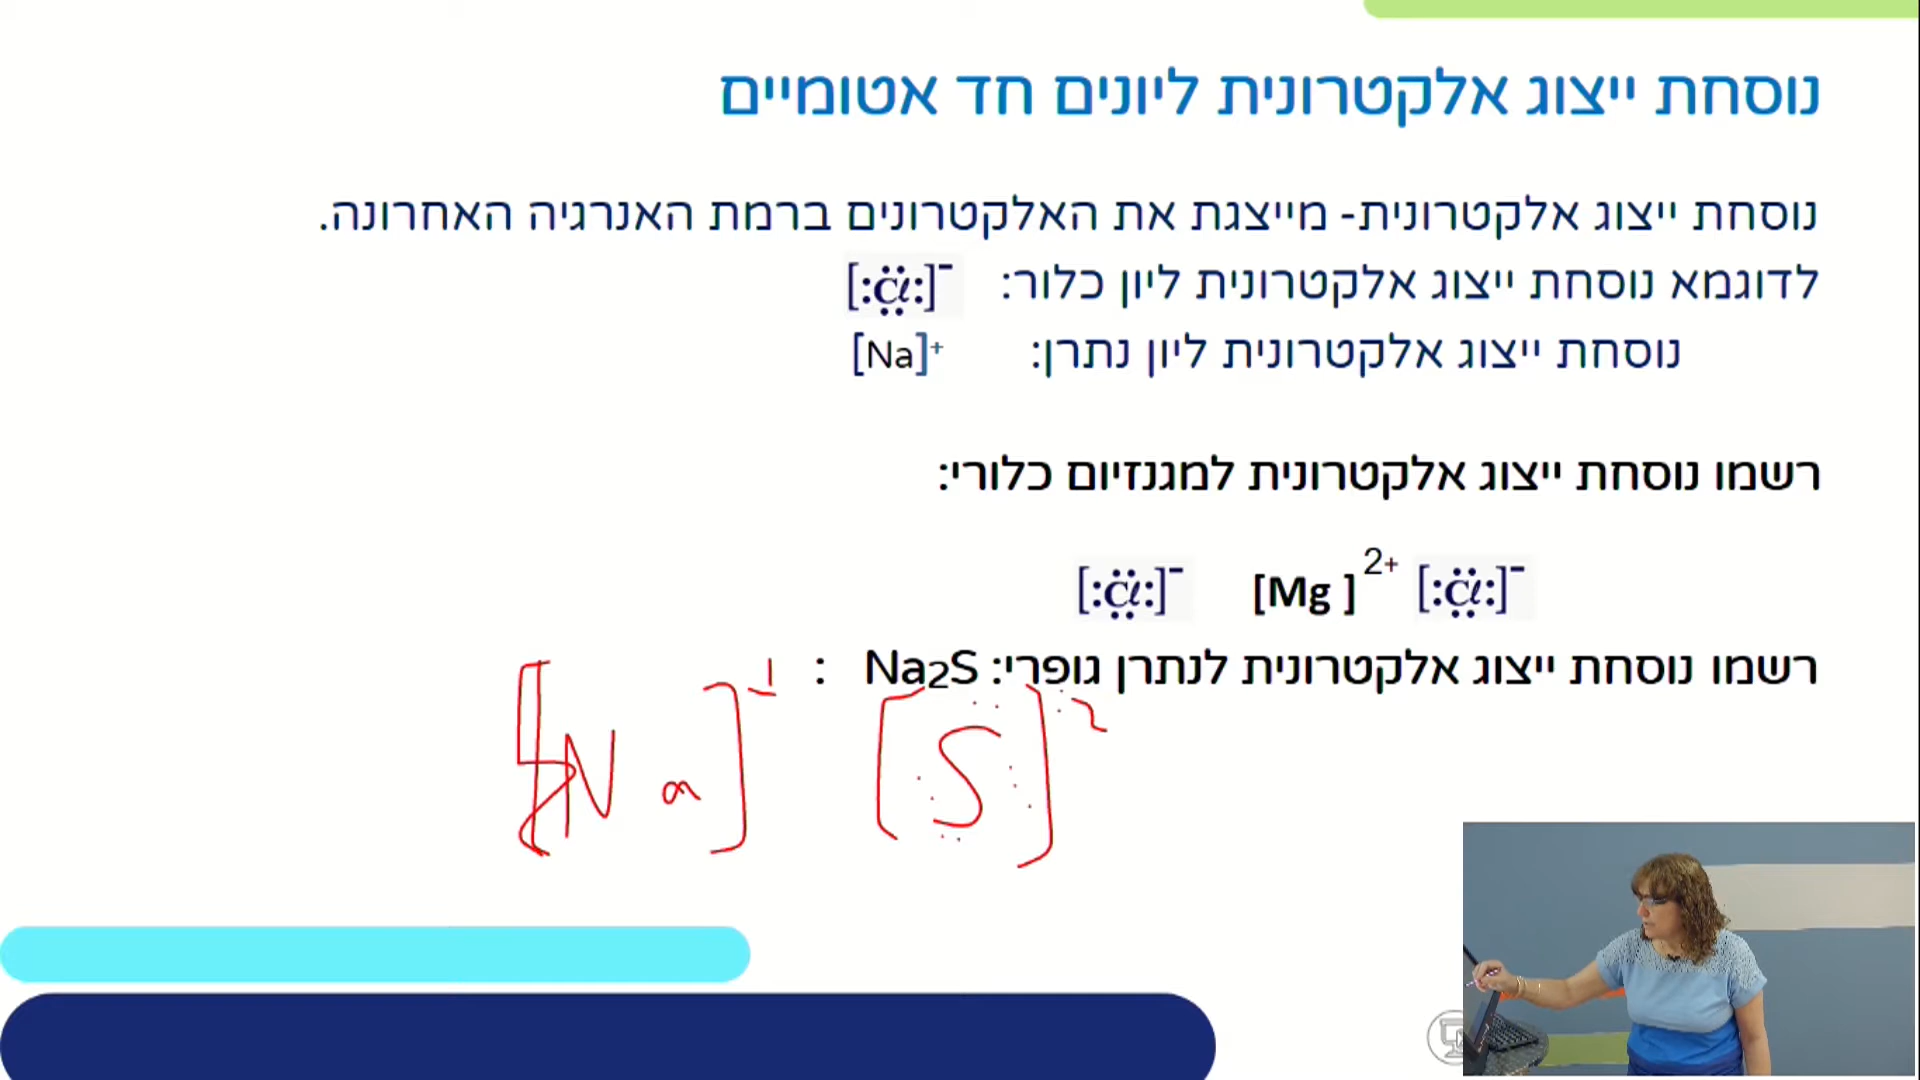 נוסחת ייצוג אלקטרונית ליונים חד אטומיים
נוסחת ייצוג אלקטרונית- מייצגת את האלקטרונים ברמת האנרגיה האחרונה.
לדוגמא נוסחת ייצוג אלקטרונית ליון כלור: [:Cl:]-
נוסחת ייצוג אלקטרונית ליון נתרן: [Na]+
רשמו נוסחת ייצוג אלקטרונית למגנזיום כלורי:
[:Cl:]- [Mg ]2+ [:Cl:]-
רשמו נוסחת ייצוג אלקטרונית לנתרן גופרי: Na2S :
[Na] [S]2